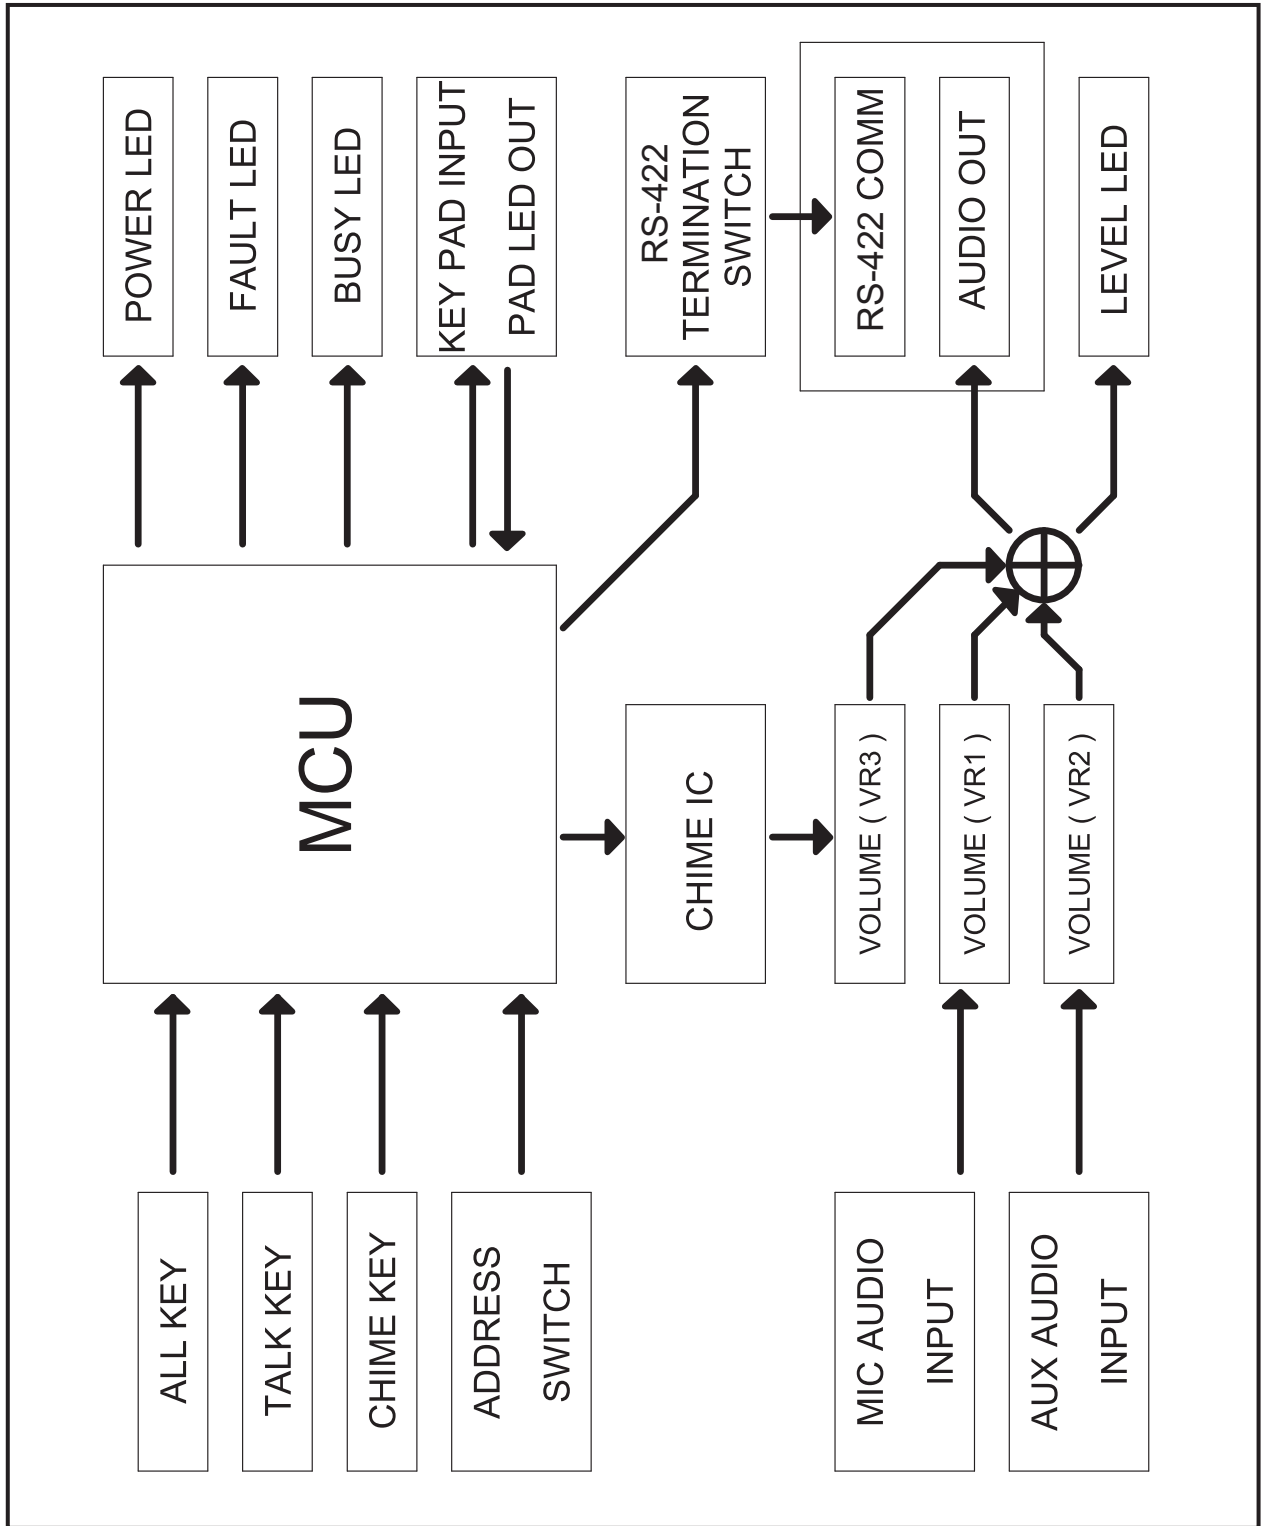 ALL KEY
TALK KEY
CHIME KEY
ADDRESS
SWITCH
MIC AUDIO
INPUT
AUX AUDIO
INPUT
MCU
CHIME IC
VOLUME ( VR3 )
VOLUME ( VR1 )
VOLUME ( VR2 )
POWER LED
FAULT LED
BUSY LED
KEY PAD INPUT
PAD LED OUT
RS-422
TERMINATION
SWITCH
RS-422 COMM
AUDIO OUT
LEVEL LED